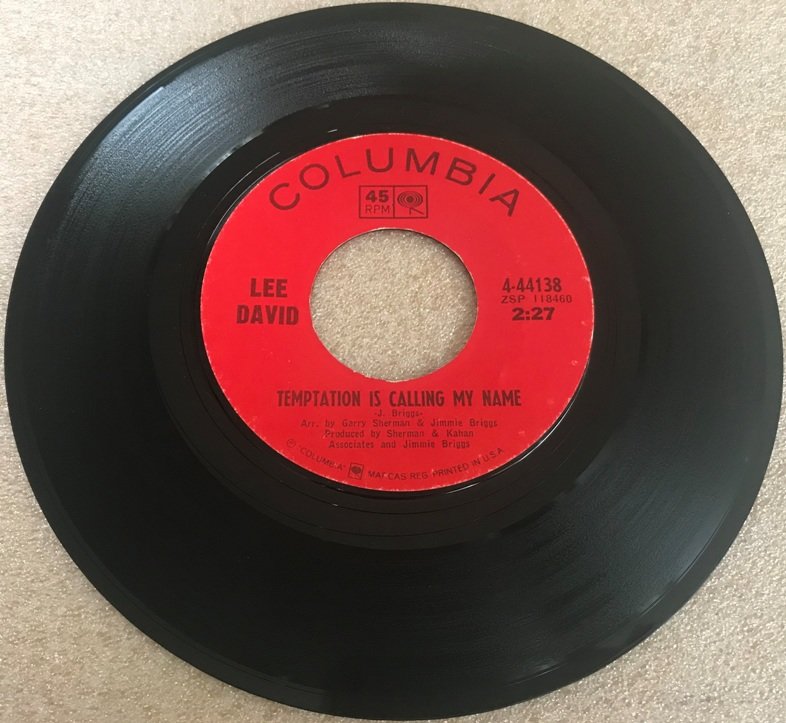 COLUMBIA
45
RPM
LEE
DAVID
4-44138
ZSP 118460
2:27
TEMPTATION IS CALLING MY NAME
-J. Briggs-
Arr. by Garry Sherman & Jimmie Briggs
Produced by Sherman & Kahan
Associates and Jimmie Briggs
Ⓟ "COLUMBIA" MARCAS REG. PRINTED IN U.S.A.